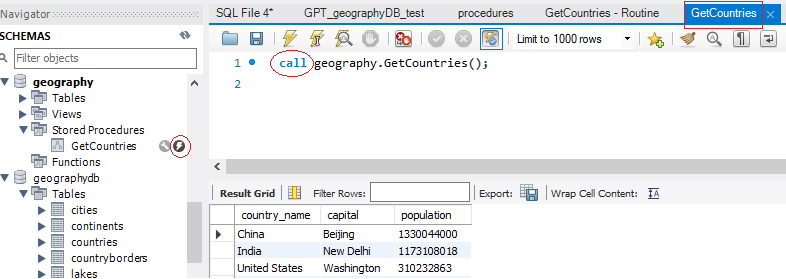 Navigator
SQL File 4* GPT_geographyDB_test procedures GetCountries - Routine GetCountries
SCHEMAS
Limit to 1000 rows
Filter objects
1 call geography.GetCountries();
2
geography
Tables
Views
Stored Procedures
GetCountries
Functions
geographydb
Tables
cities
continents
countries
countryborders
lakes
Result Grid Filter Rows: Export: Wrap Cell Content:
country_name capital population
China Beijing 1330044000
India New Delhi 1173108018
United States Washington 310232863